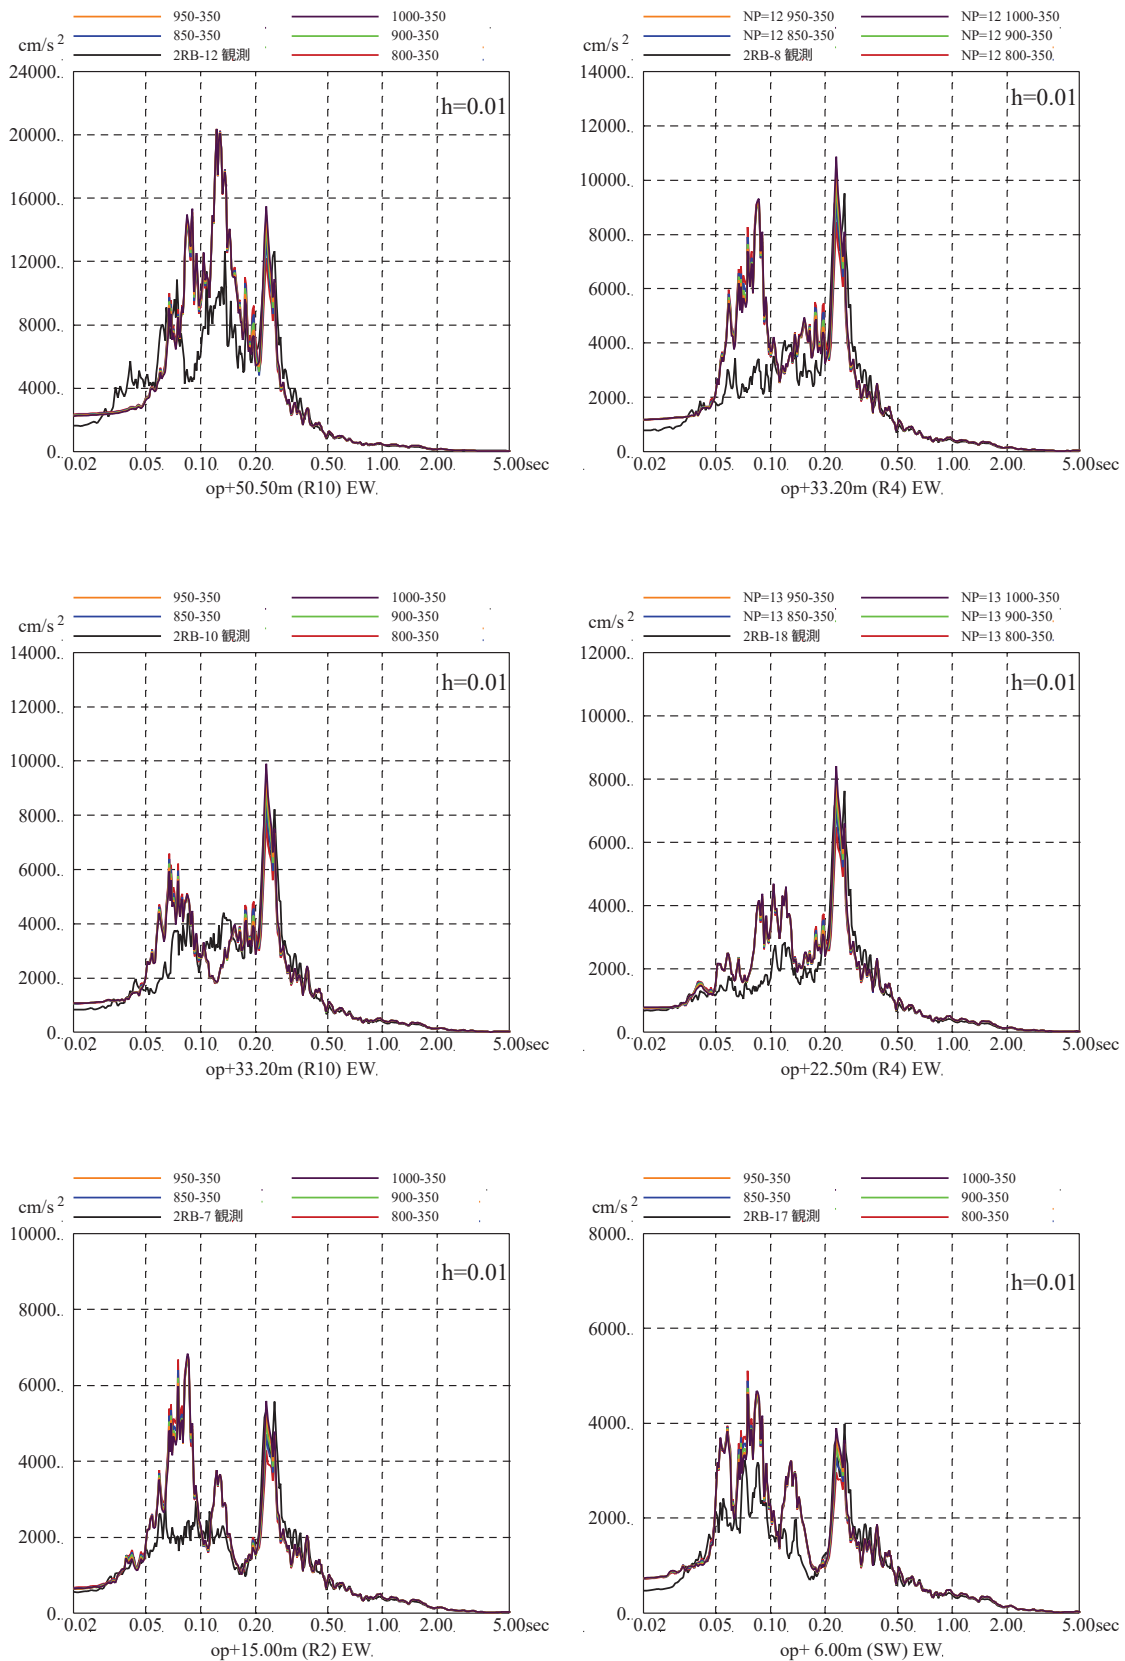 950-350 1000-350
850-350 900-350
2RB-12 観測 800-350
cm/s 2
24000.
h=0.01
20000.
16000.
12000.
8000.
4000.
0.
0.02 0.05 0.10 0.20 0.50 1.00 2.00 5.00sec
op+50.50m (R10) EW.
NP=12 950-350 NP=12 1000-350
NP=12 850-350 NP=12 900-350
2RB-8 観測 NP=12 800-350
cm/s 2
14000.
h=0.01
12000.
10000.
8000.
6000.
4000.
2000.
0.
0.02 0.05 0.10 0.20 0.50 1.00 2.00 5.00sec
op+33.20m (R4) EW.
950-350 1000-350
850-350 900-350
2RB-10 観測 800-350
cm/s 2
14000.
h=0.01
12000.
10000.
8000.
6000.
4000.
2000.
0.
0.02 0.05 0.10 0.20 0.50 1.00 2.00 5.00sec
op+33.20m (R10) EW.
NP=13 950-350 NP=13 1000-350
NP=13 850-350 NP=13 900-350
2RB-18 観測 NP=13 800-350
cm/s 2
12000.
h=0.01
10000.
8000.
6000.
4000.
2000.
0.
0.02 0.05 0.10 0.20 0.50 1.00 2.00 5.00sec
op+22.50m (R4) EW.
950-350 1000-350
850-350 900-350
2RB-7 観測 800-350
cm/s 2
10000.
h=0.01
8000.
6000.
4000.
2000.
0.
0.02 0.05 0.10 0.20 0.50 1.00 2.00 5.00sec
op+15.00m (R2) EW.
950-350 1000-350
850-350 900-350
2RB-17 観測 800-350
cm/s 2
8000.
h=0.01
6000.
4000.
2000.
0.
0.02 0.05 0.10 0.20 0.50 1.00 2.00 5.00sec
op+ 6.00m (SW) EW.